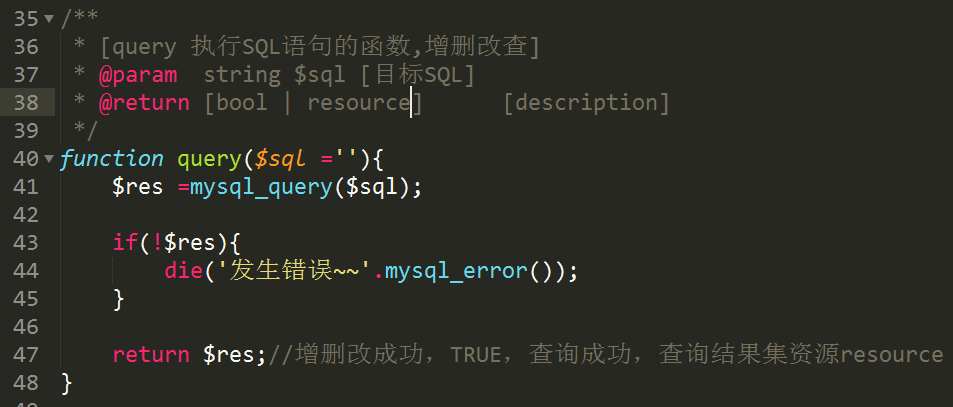 35 /**
36  * [query 执行SQL语句的函数,增删改查]
37  * @param  string $sql [目标SQL]
38  * @return [bool | resource]      [description]
39  */
40 function query($sql =''){
41     $res =mysql_query($sql);
42
43     if(!$res){
44         die('发生错误~~'.mysql_error());
45     }
46
47     return $res;//增删改成功，TRUE，查询成功，查询结果集资源resource
48 }